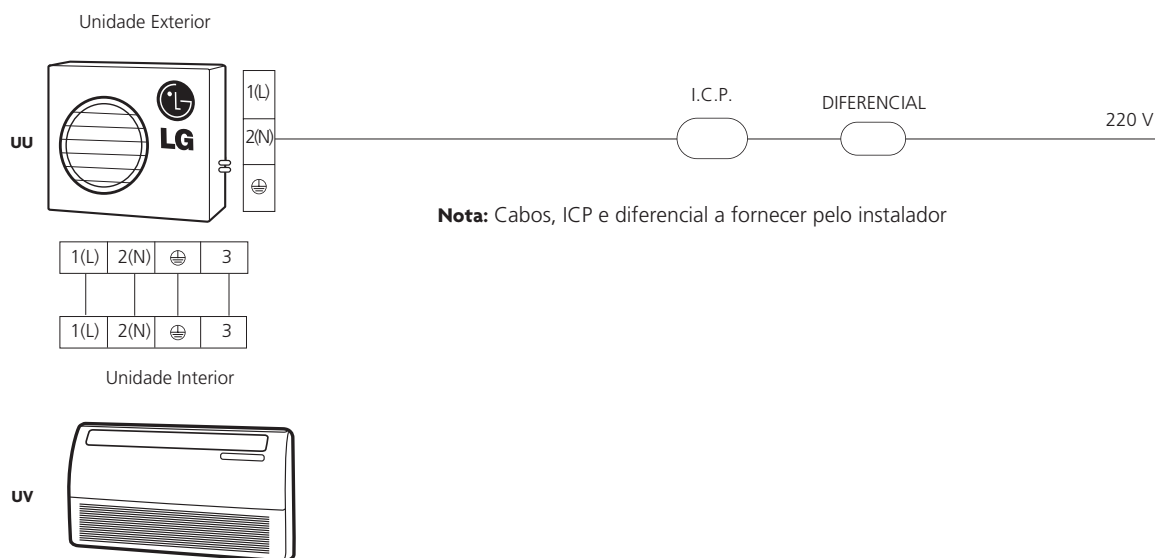 Unidade Exterior
UU
LG
1(L)
2(N)
I.C.P.
DIFERENCIAL
220 V
Nota: Cabos, ICP e diferencial a fornecer pelo instalador
1(L) 2(N) 3
1(L) 2(N) 3
Unidade Interior
UV